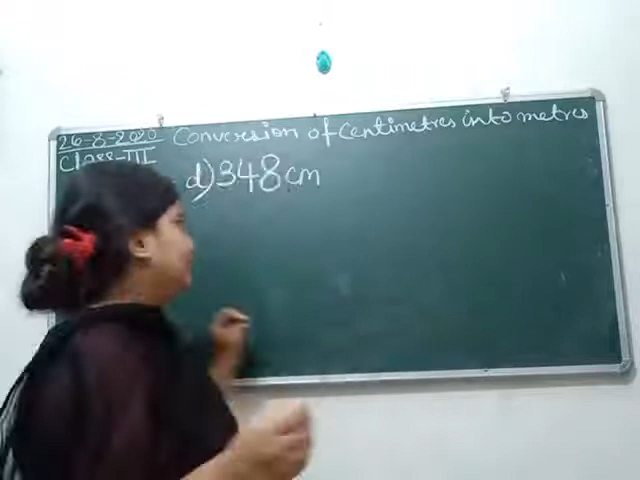 26-8-2020 Conversion of Centimetres into metres
Class-III
d) 348 cm